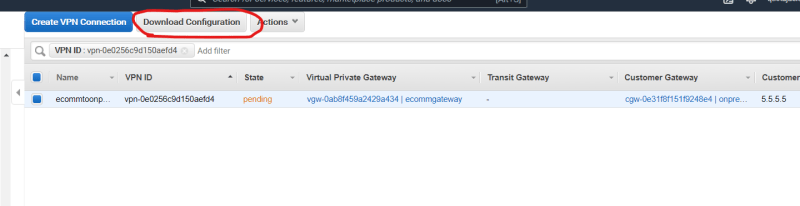 Create VPN Connection Download Configuration Actions
VPN ID : vpn-0e0256c9d150aefd4 Add filter
Name VPN ID State Virtual Private Gateway Transit Gateway Customer Gateway Customer
ecommtoonp... vpn-0e0256c9d150aefd4 pending vgw-0ab8f459a2429a434 | ecommgateway - cgw-0e31f8f151f9248e4 | onpre... 5.5.5.5